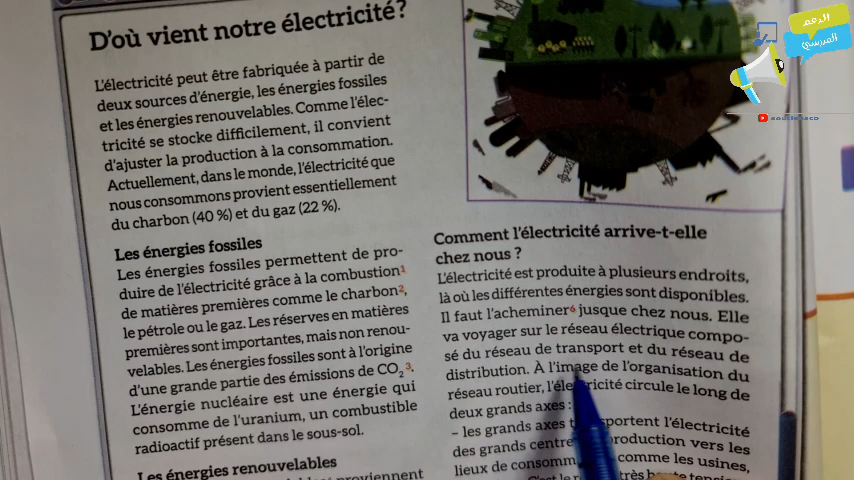 D'où vient notre électricité?
L'électricité peut être fabriquée à partir de
deux sources d'énergie, les énergies fossiles
et les énergies renouvelables. Comme l'élec-
tricité se stocke difficilement, il convient
d'ajuster la production à la consommation.
Actuellement, dans le monde, l'électricité que
nous consommons provient essentiellement
du charbon (40 %) et du gaz (22 %).
Les énergies fossiles
Les énergies fossiles permettent de pro-
duire de l'électricité grâce à la combustion1
de matières premières comme le charbon2,
le pétrole ou le gaz. Les réserves en matières
premières sont importantes, mais non renou-
velables. Les énergies fossiles sont à l'origine
d'une grande partie des émissions de CO2 3.
L'énergie nucléaire est une énergie qui
consomme de l'uranium, un combustible
radioactif présent dans le sous-sol.
Les énergies renouvelables
proviennent
Comment l'électricité arrive-t-elle
chez nous ?
L'électricité est produite à plusieurs endroits,
là où les différentes énergies sont disponibles.
Il faut l'acheminer6 jusque chez nous. Elle
va voyager sur le réseau électrique compo-
sé du réseau de transport et du réseau de
distribution. À l'image de l'organisation du
réseau routier, l'électricité circule le long de
deux grands axes :
– les grands axes transportent l'électricité
des grands centres production vers les
lieux de consomm comme les usines,
C'est le très haute
الدعم
المدرسي